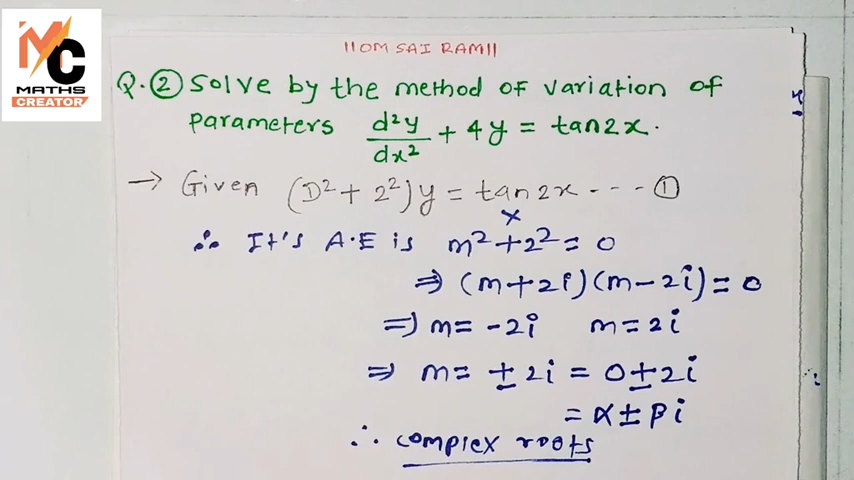 MC
MATHS
CREATOR
||OM SAI RAM||
Q.② Solve by the method of variation of
parameters d²y/dx² + 4y = tan2x.
→ Given (D² + 2²)y = tan2x - - - ①
x
∴ It's A.E is m² + 2² = 0
⇒ (m+2i)(m-2i) = 0
⇒ m = -2i m = 2i
⇒ m = ± 2i = 0 ± 2i
= α ± βi
∴ complex roots